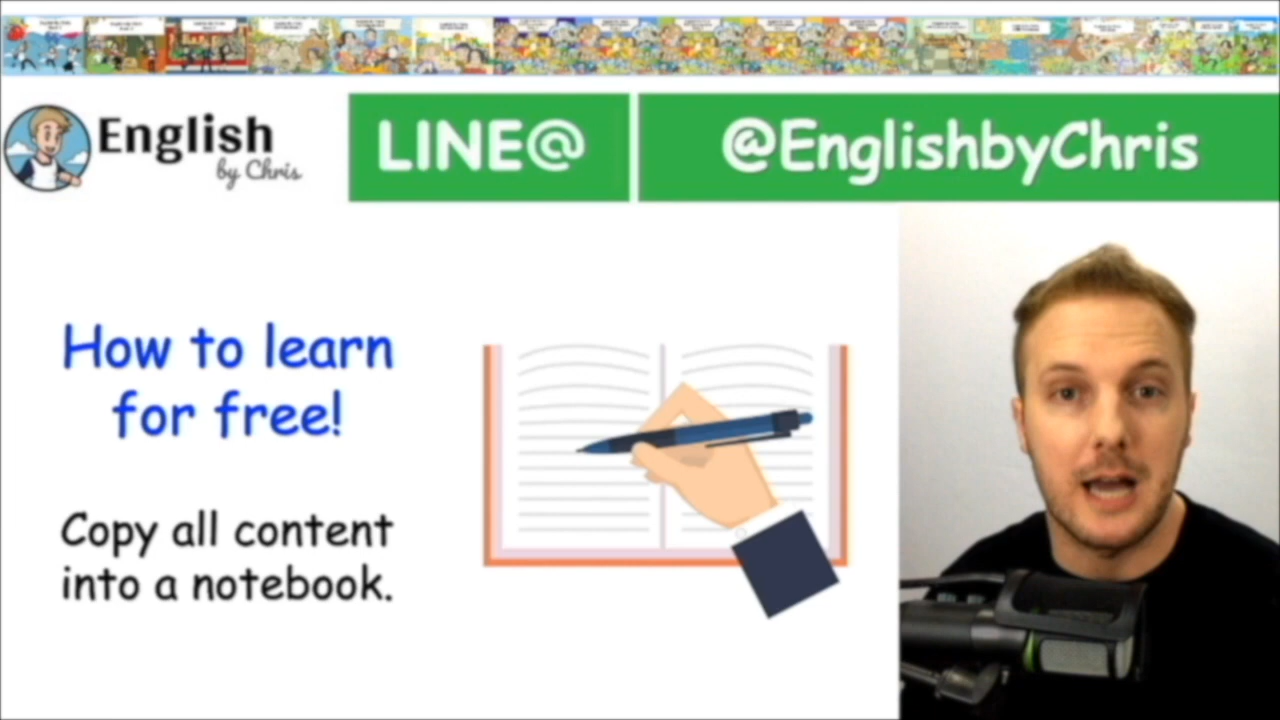 English
by Chris
LINE@
@EnglishbyChris
How to learn
for free!
Copy all content
into a notebook.